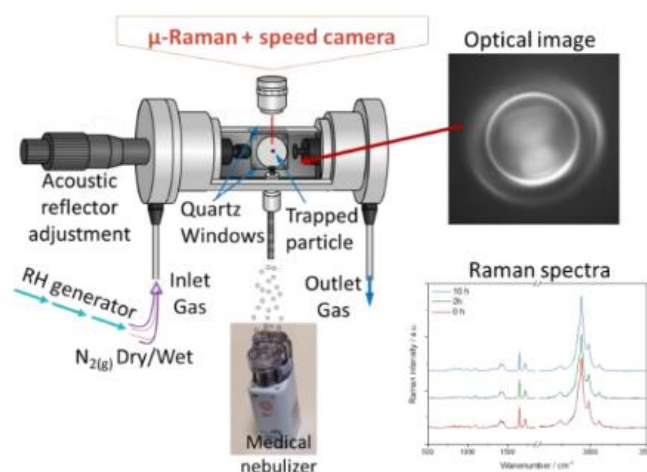 μ-Raman + speed camera
Optical image
Acoustic
reflector
adjustment
Quartz
Windows
Trapped
particle
RH generator
Inlet
Gas
Outlet
Gas
N2(g) Dry/Wet
Medical
nebulizer
Raman spectra
10 h
2h
0 h
Raman intensity / a.u.
500
1500
3000
Wavenumber / cm-1